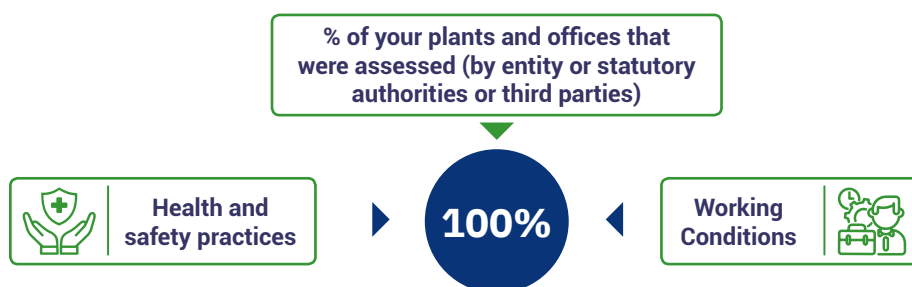 % of your plants and offices that
were assessed (by entity or statutory
authorities or third parties)
Health and
safety practices
100%
Working
Conditions